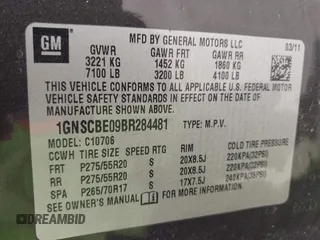 GM
MFD BY GENERAL MOTORS LLC
03/11
GVWR GAWR FRT GAWR RR
3221 KG 1452 KG 1860 KG
7100 LB 3200 LB 4100 LB
THIS VEHICLE CONFORMS TO ALL APPLICABLE U.S. FEDERAL
MOTOR VEHICLE SAFETY STANDARDS IN EFFECT ON THE DATE OF
MANUFACTURE SHOWN ABOVE.
1GNSCBE09BR284481 TYPE: M.P.V.
MODEL: C10706
CCWH TIRE SIZE SPEED RTG RIM COLD TIRE PRESSURE
FRT P275/55R20 S 20X8.5J 220KPA(32PSI)
RR P275/55R20 S 20X8.5J 220KPA(32PSI)
SPA P265/70R17 S 17X7.5J 240KPA(35PSI)
SEE OWNER'S MANUAL FOR ADDITIONAL INFORMATION.
© DREAMBID